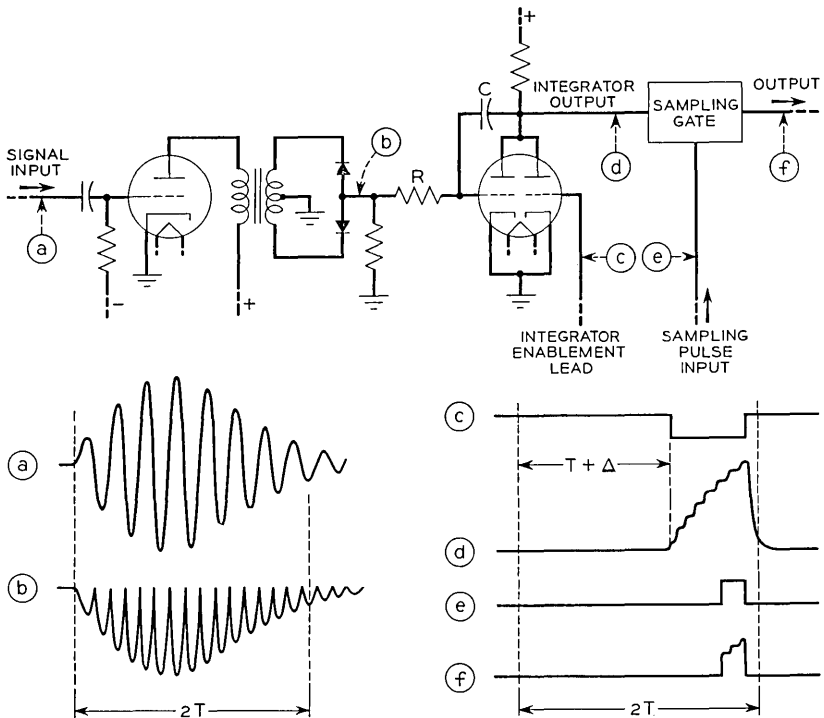 +
C
INTEGRATOR
OUTPUT
SAMPLING
GATE
OUTPUT
b
d
f
SIGNAL
INPUT
R
a
c
e
-
+
INTEGRATOR
ENABLEMENT
LEAD
SAMPLING
PULSE
INPUT
a
b
2T
c
T + Δ
d
e
f
2T